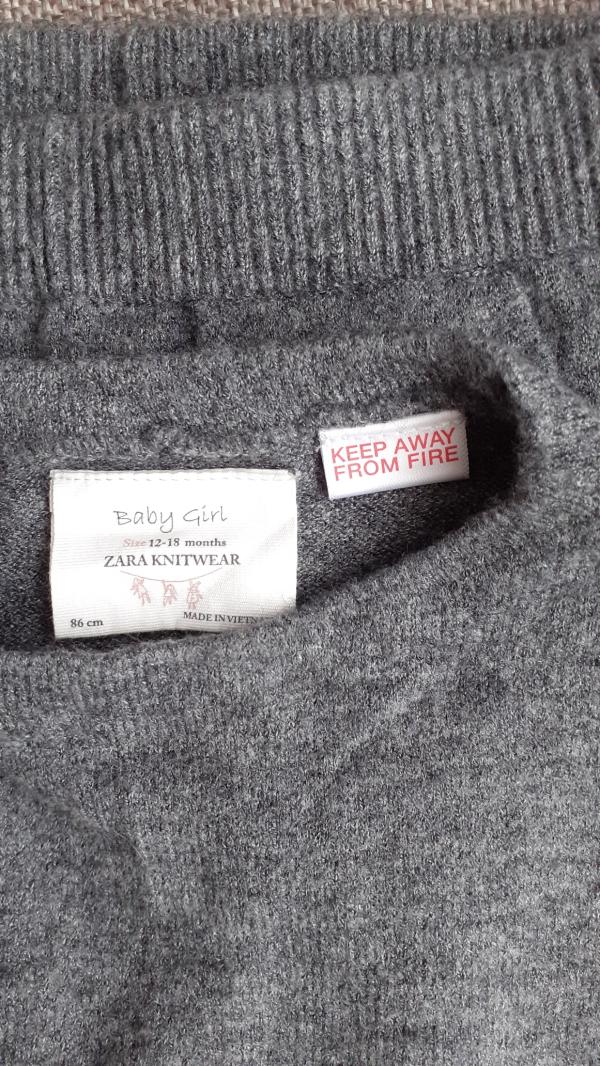 Baby Girl
Size 12-18 months
ZARA KNITWEAR
86 cm
MADE IN
KEEP AWAY
FROM FIRE